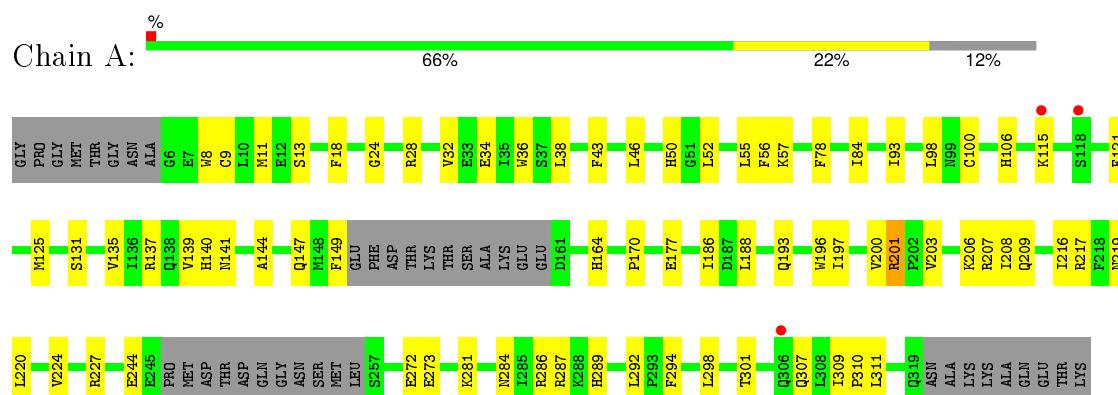 %
Chain A:
66% 22% 12%
GLY PRO GLY MET THR GLY ASN ALA G6 E7 W8 C9 L10 M11 E12 S13 F18 G24 R28 V32 E33 E34 I35 W36 S37 L38 F43 L46 H50 G51 L52 L55 F56 K57 F78 I84 I93 L98 N99 C100 H106 K115 S118
M125 S131 V135 I136 R137 Q138 V139 H140 N141 A144 Q147 M148 F149 GLU PHE ASP THR LYS THR SER ALA LYS GLU GLU D161 H164 P170 E177 I186 D187 L188 Q193 W196 I197 V200 R201 P202 V203 K206 R207 I208 Q209 I216 R217 F218 N219
L220 V224 R227 E244 E245 PRO MET ASP THR ASP GLN GLY ASN SER MET LEU S257 E272 E273 K281 N284 I285 R286 R287 K288 H289 L292 P293 F294 L298 T301 Q306 Q307 L308 I309 P310 L311 Q319 ASN ALA LYS LYS ALA GLN GLU THR LYS